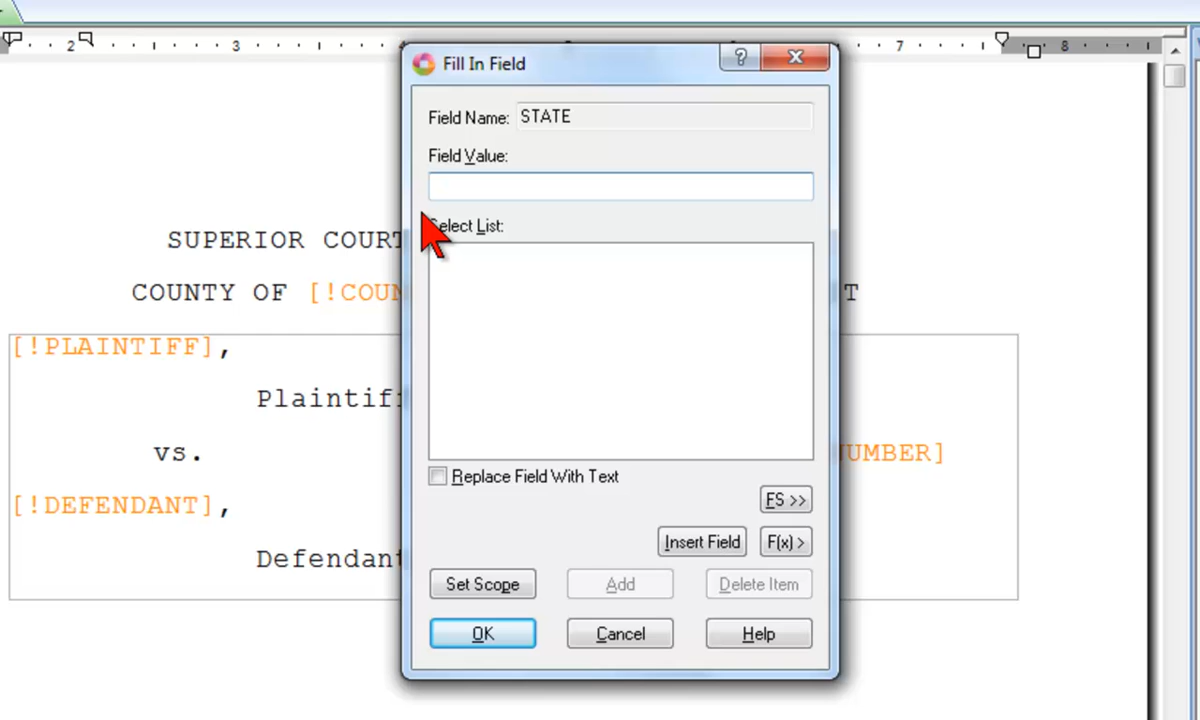 2 3 7 8
Fill In Field
Field Name: STATE
Field Value:
Select List:
Replace Field With Text
FS >>
Insert Field F(x) >
Set Scope Add Delete Item
OK Cancel Help
SUPERIOR COURT
COUNTY OF [!COUN T
[!PLAINTIFF],
Plaintiff
vs. NUMBER]
[!DEFENDANT],
Defendant